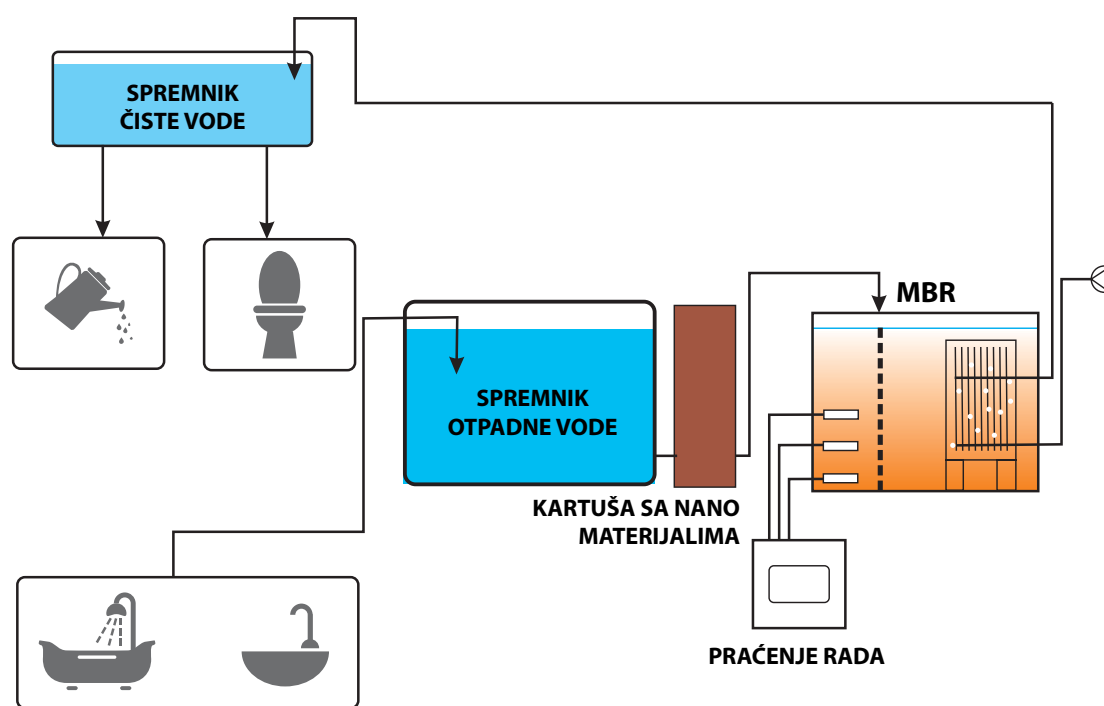 SPREMNIK
ČISTE VODE
MBR
SPREMNIK
OTPADNE VODE
KARTUŠA SA NANO
MATERIJALIMA
PRAĆENJE RADA